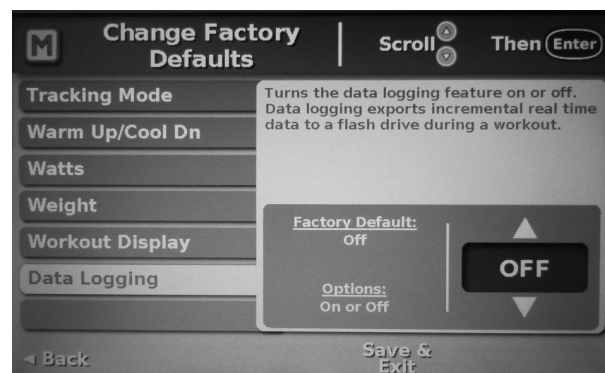 M
Change Factory
Defaults
Scroll
Then Enter
Tracking Mode
Warm Up/Cool Dn
Watts
Weight
Workout Display
Data Logging
Turns the data logging feature on or off.
Data logging exports incremental real time
data to a flash drive during a workout.
Factory Default:
Off
Options:
On or Off
OFF
Back
Save &
Exit